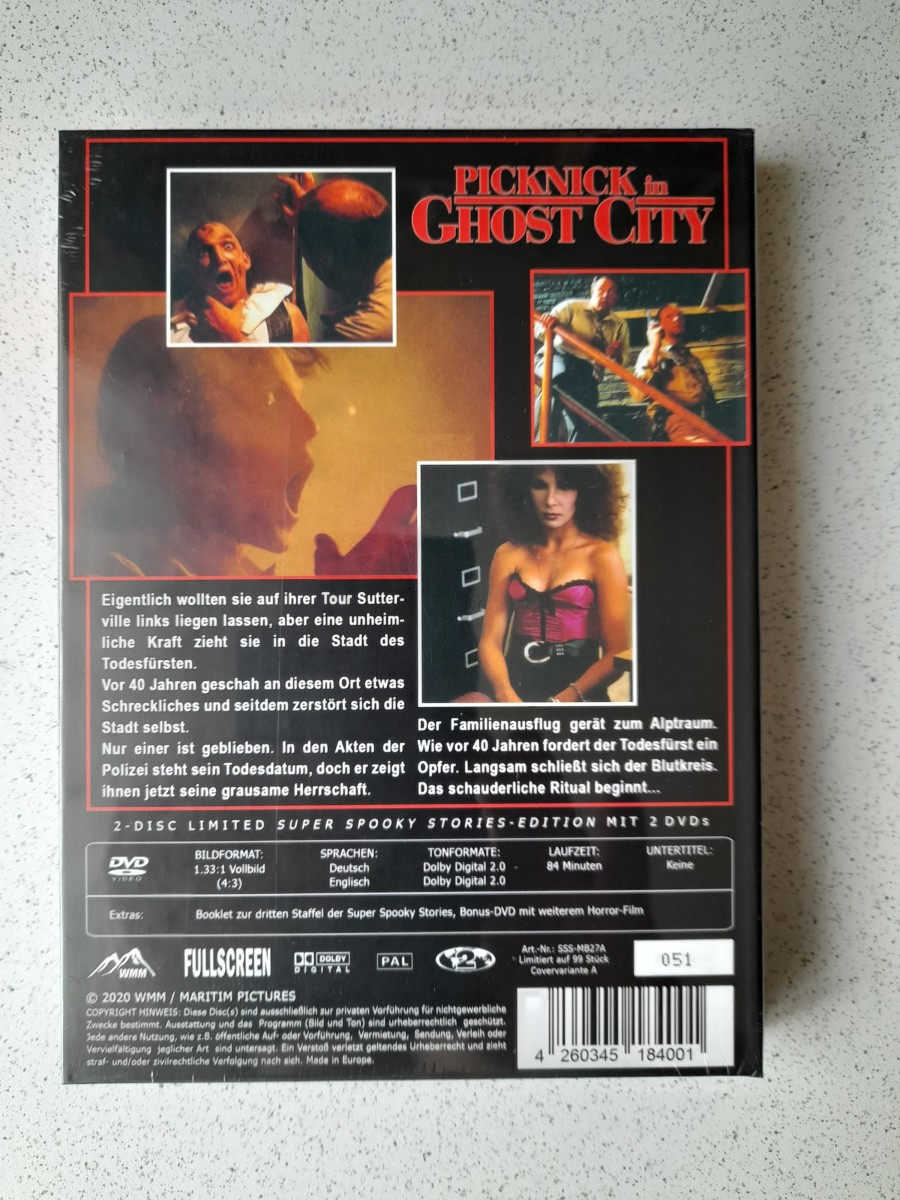 PICKNICK in
GHOST CITY
Eigentlich wollten sie auf ihrer Tour Sutter-
ville links liegen lassen, aber eine unheim-
liche Kraft zieht sie in die Stadt des
Todesfürsten.
Vor 40 Jahren geschah an diesem Ort etwas
Schreckliches und seitdem zerstört sich die
Stadt selbst.
Nur einer ist geblieben. In den Akten der
Polizei steht sein Todesdatum, doch er zeigt
ihnen jetzt seine grausame Herrschaft.
Der Familienausflug gerät zum Alptraum.
Wie vor 40 Jahren fordert der Todesfürst ein
Opfer. Langsam schließt sich der Blutkreis.
Das schauderliche Ritual beginnt...
2-DISC LIMITED SUPER SPOOKY STORIES-EDITION MIT 2 DVDs
DVD
VIDEO
BILDFORMAT:
1.33:1 Vollbild
(4:3)
SPRACHEN:
Deutsch
Englisch
TONFORMATE:
Dolby Digital 2.0
Dolby Digital 2.0
LAUFZEIT:
84 Minuten
UNTERTITEL:
Keine
Extras: Booklet zur dritten Staffel der Super Spooky Stories, Bonus-DVD mit weiterem Horror-Film
WMM
FULLSCREEN
DOLBY
DIGITAL
PAL
2
Art.-Nr.: SSS-MB27A
Limitiert auf 99 Stück
Covervariante A
051
© 2020 WMM / MARITIM PICTURES
COPYRIGHT HINWEIS: Diese Disc(s) sind ausschließlich zur privaten Vorführung für nichtgewerbliche
Zwecke bestimmt. Ausstattung und das Programm (Bild und Ton) sind urheberrechtlich geschützt.
Jede andere Nutzung, wie z.B. öffentliche Auf- oder Vorführung, Vermietung, Sendung, Verleih oder
Vervielfältigung jeglicher Art sind untersagt. Ein Verstoß verletzt geltendes Urheberrecht und zieht
straf- und/oder zivilrechtliche Verfolgung nach sich. Made in Europe.
4 260345 184001